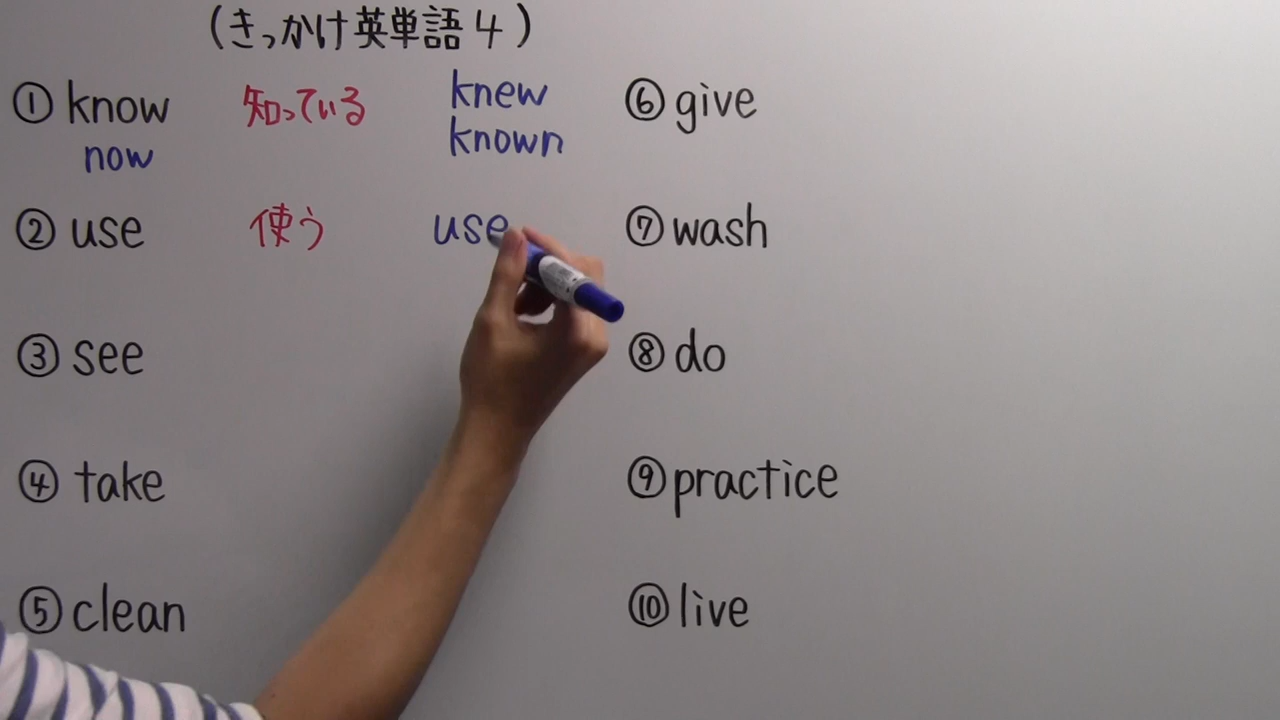 (きっかけ英単語4)
① know 知っている knew
now known
② use 使う use
③ see
④ take
⑤ clean
⑥ give
⑦ wash
⑧ do
⑨ practice
⑩ live